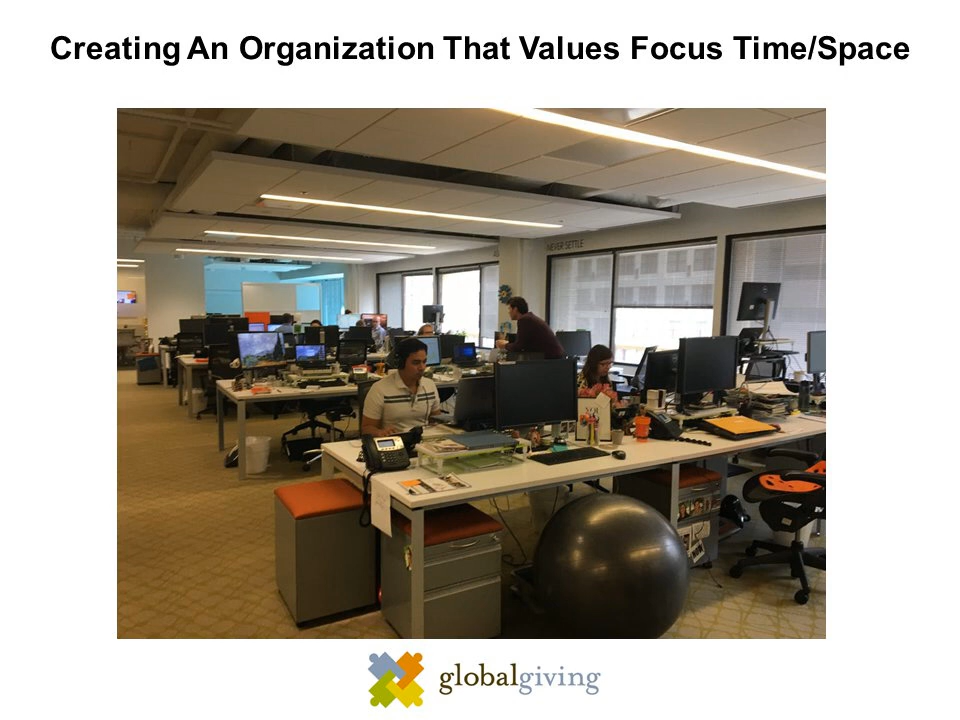 Creating An Organization That Values Focus Time/Space
NEVER SETTLE
globalgiving